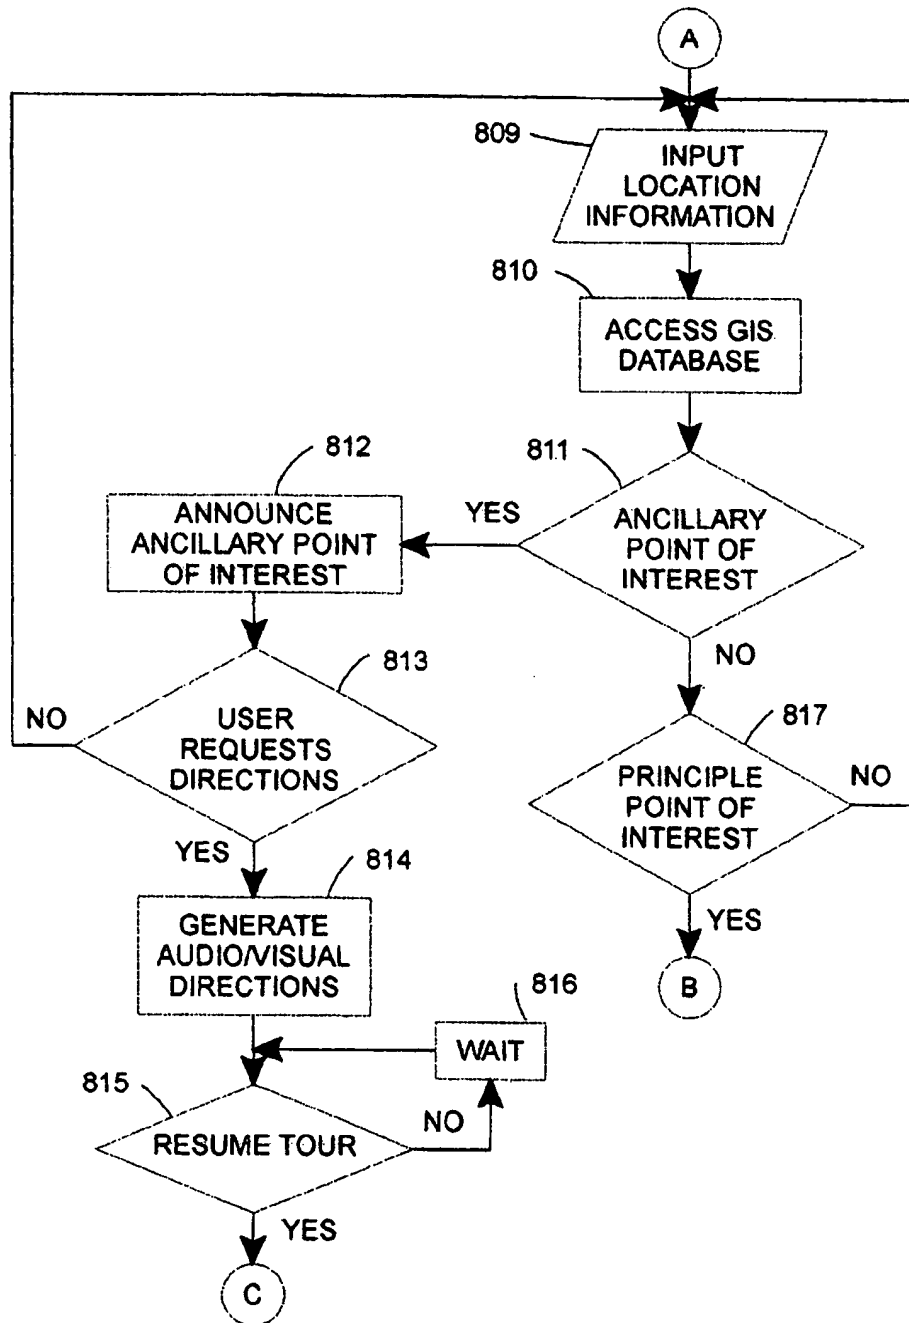 A
809
INPUT
LOCATION
INFORMATION
810
ACCESS GIS
DATABASE
811
ANCILLARY
POINT OF
INTEREST
YES
812
ANNOUNCE
ANCILLARY POINT
OF INTEREST
NO
813
USER
REQUESTS
DIRECTIONS
NO
817
PRINCIPLE
POINT OF
INTEREST
NO
YES
814
GENERATE
AUDIO/VISUAL
DIRECTIONS
YES
B
816
WAIT
815
RESUME TOUR
NO
YES
C